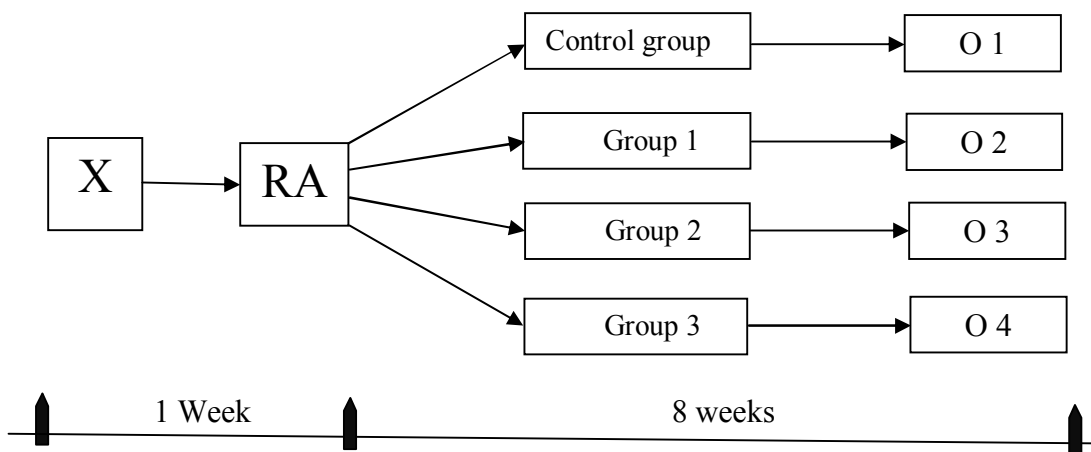 Control group
O 1
Group 1
O 2
X
RA
Group 2
O 3
Group 3
O 4
1 Week
8 weeks